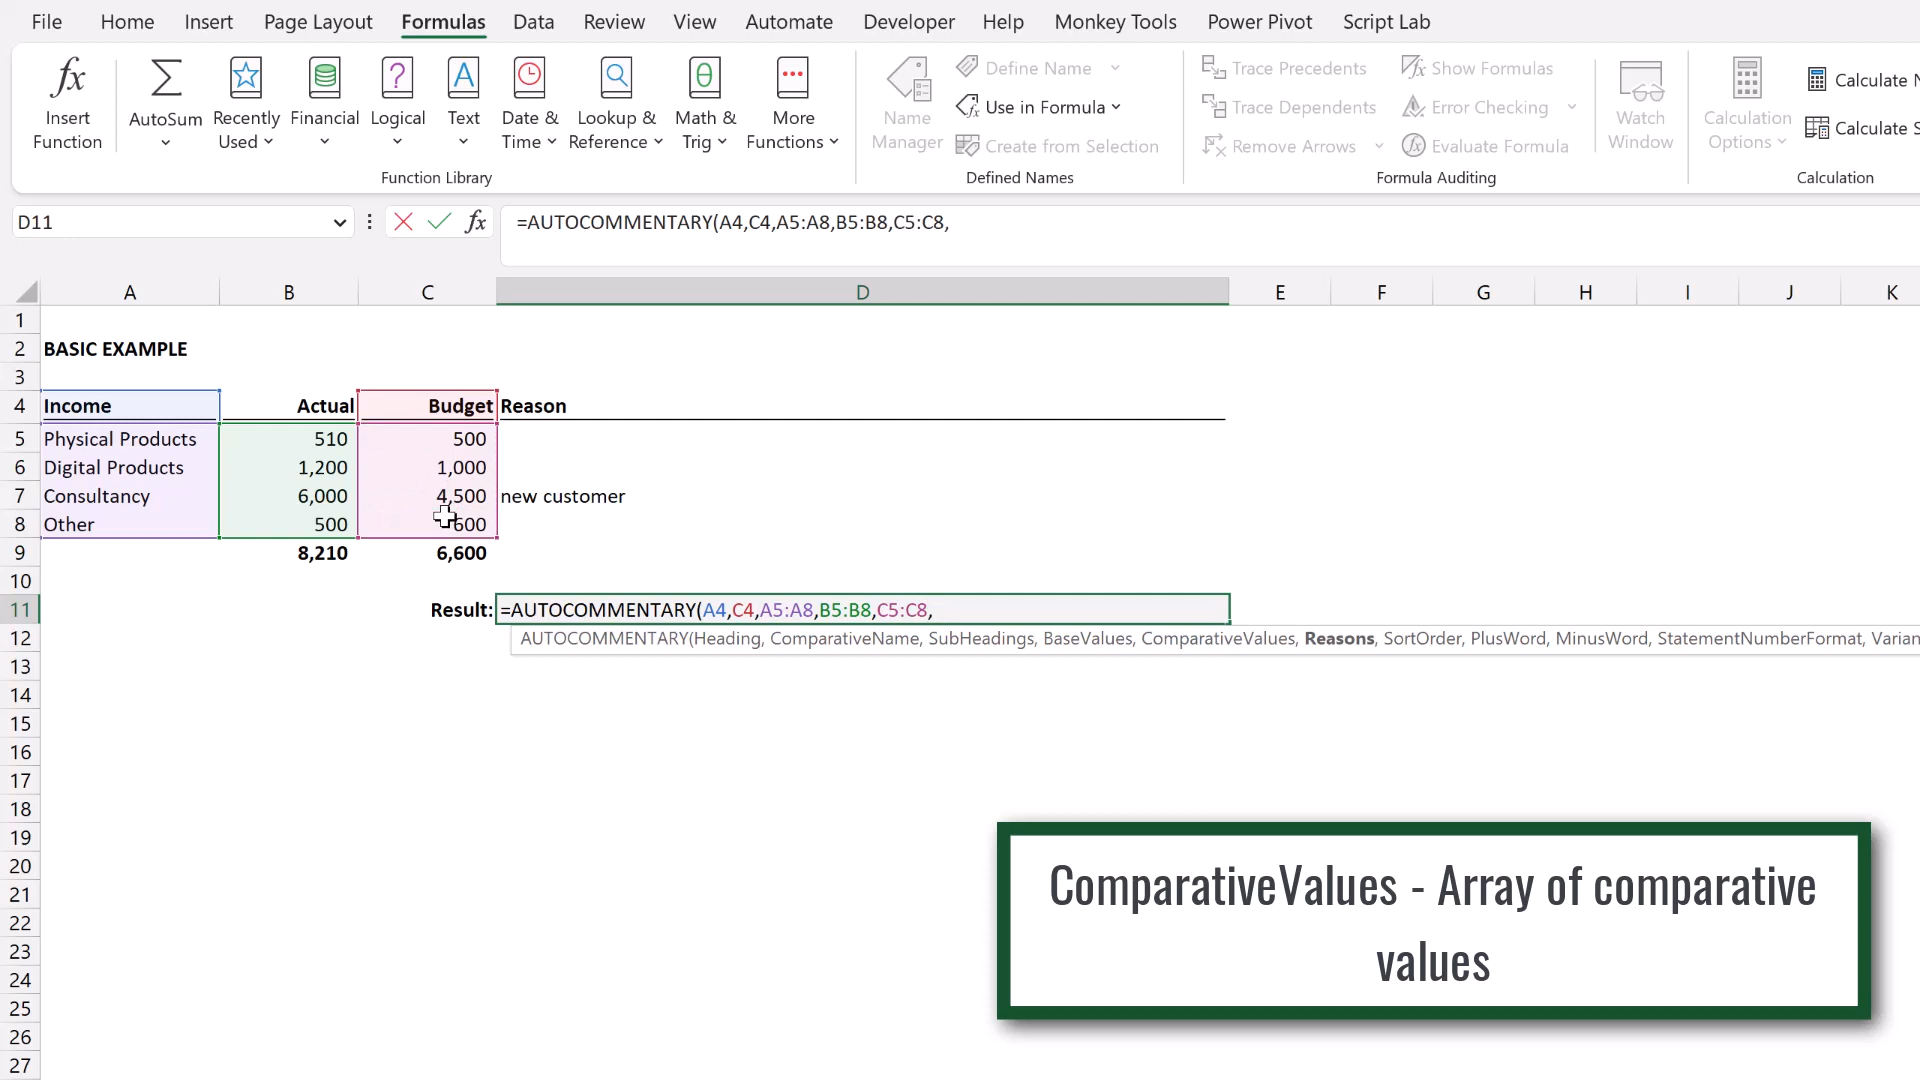 File Home Insert Page Layout Formulas Data Review View Automate Developer Help Monkey Tools Power Pivot Script Lab
fx Insert Function
AutoSum
Recently Used
Financial
Logical
Text
Date & Time
Lookup & Reference
Math & Trig
More Functions
Function Library
Name Manager
Define Name
Use in Formula
Create from Selection
Defined Names
Trace Precedents
Trace Dependents
Remove Arrows
Show Formulas
Error Checking
Evaluate Formula
Formula Auditing
Watch Window
Calculation Options
Calculate N
Calculate S
Calculation
D11 fx =AUTOCOMMENTARY(A4,C4,A5:A8,B5:B8,C5:C8,
A B C D E F G H I J K
1
2 BASIC EXAMPLE
3
4 Income Actual Budget Reason
5 Physical Products 510 500
6 Digital Products 1,200 1,000
7 Consultancy 6,000 4,500 new customer
8 Other 500 600
9 8,210 6,600
10
11 Result: =AUTOCOMMENTARY(A4,C4,A5:A8,B5:B8,C5:C8,
12 AUTOCOMMENTARY(Heading, ComparativeName, SubHeadings, BaseValues, ComparativeValues, Reasons, SortOrder, PlusWord, MinusWord, StatementNumberFormat, Varian
13
14
15
16
17
18
19
20
21
22
23
24
25
26
27
ComparativeValues - Array of comparative
values